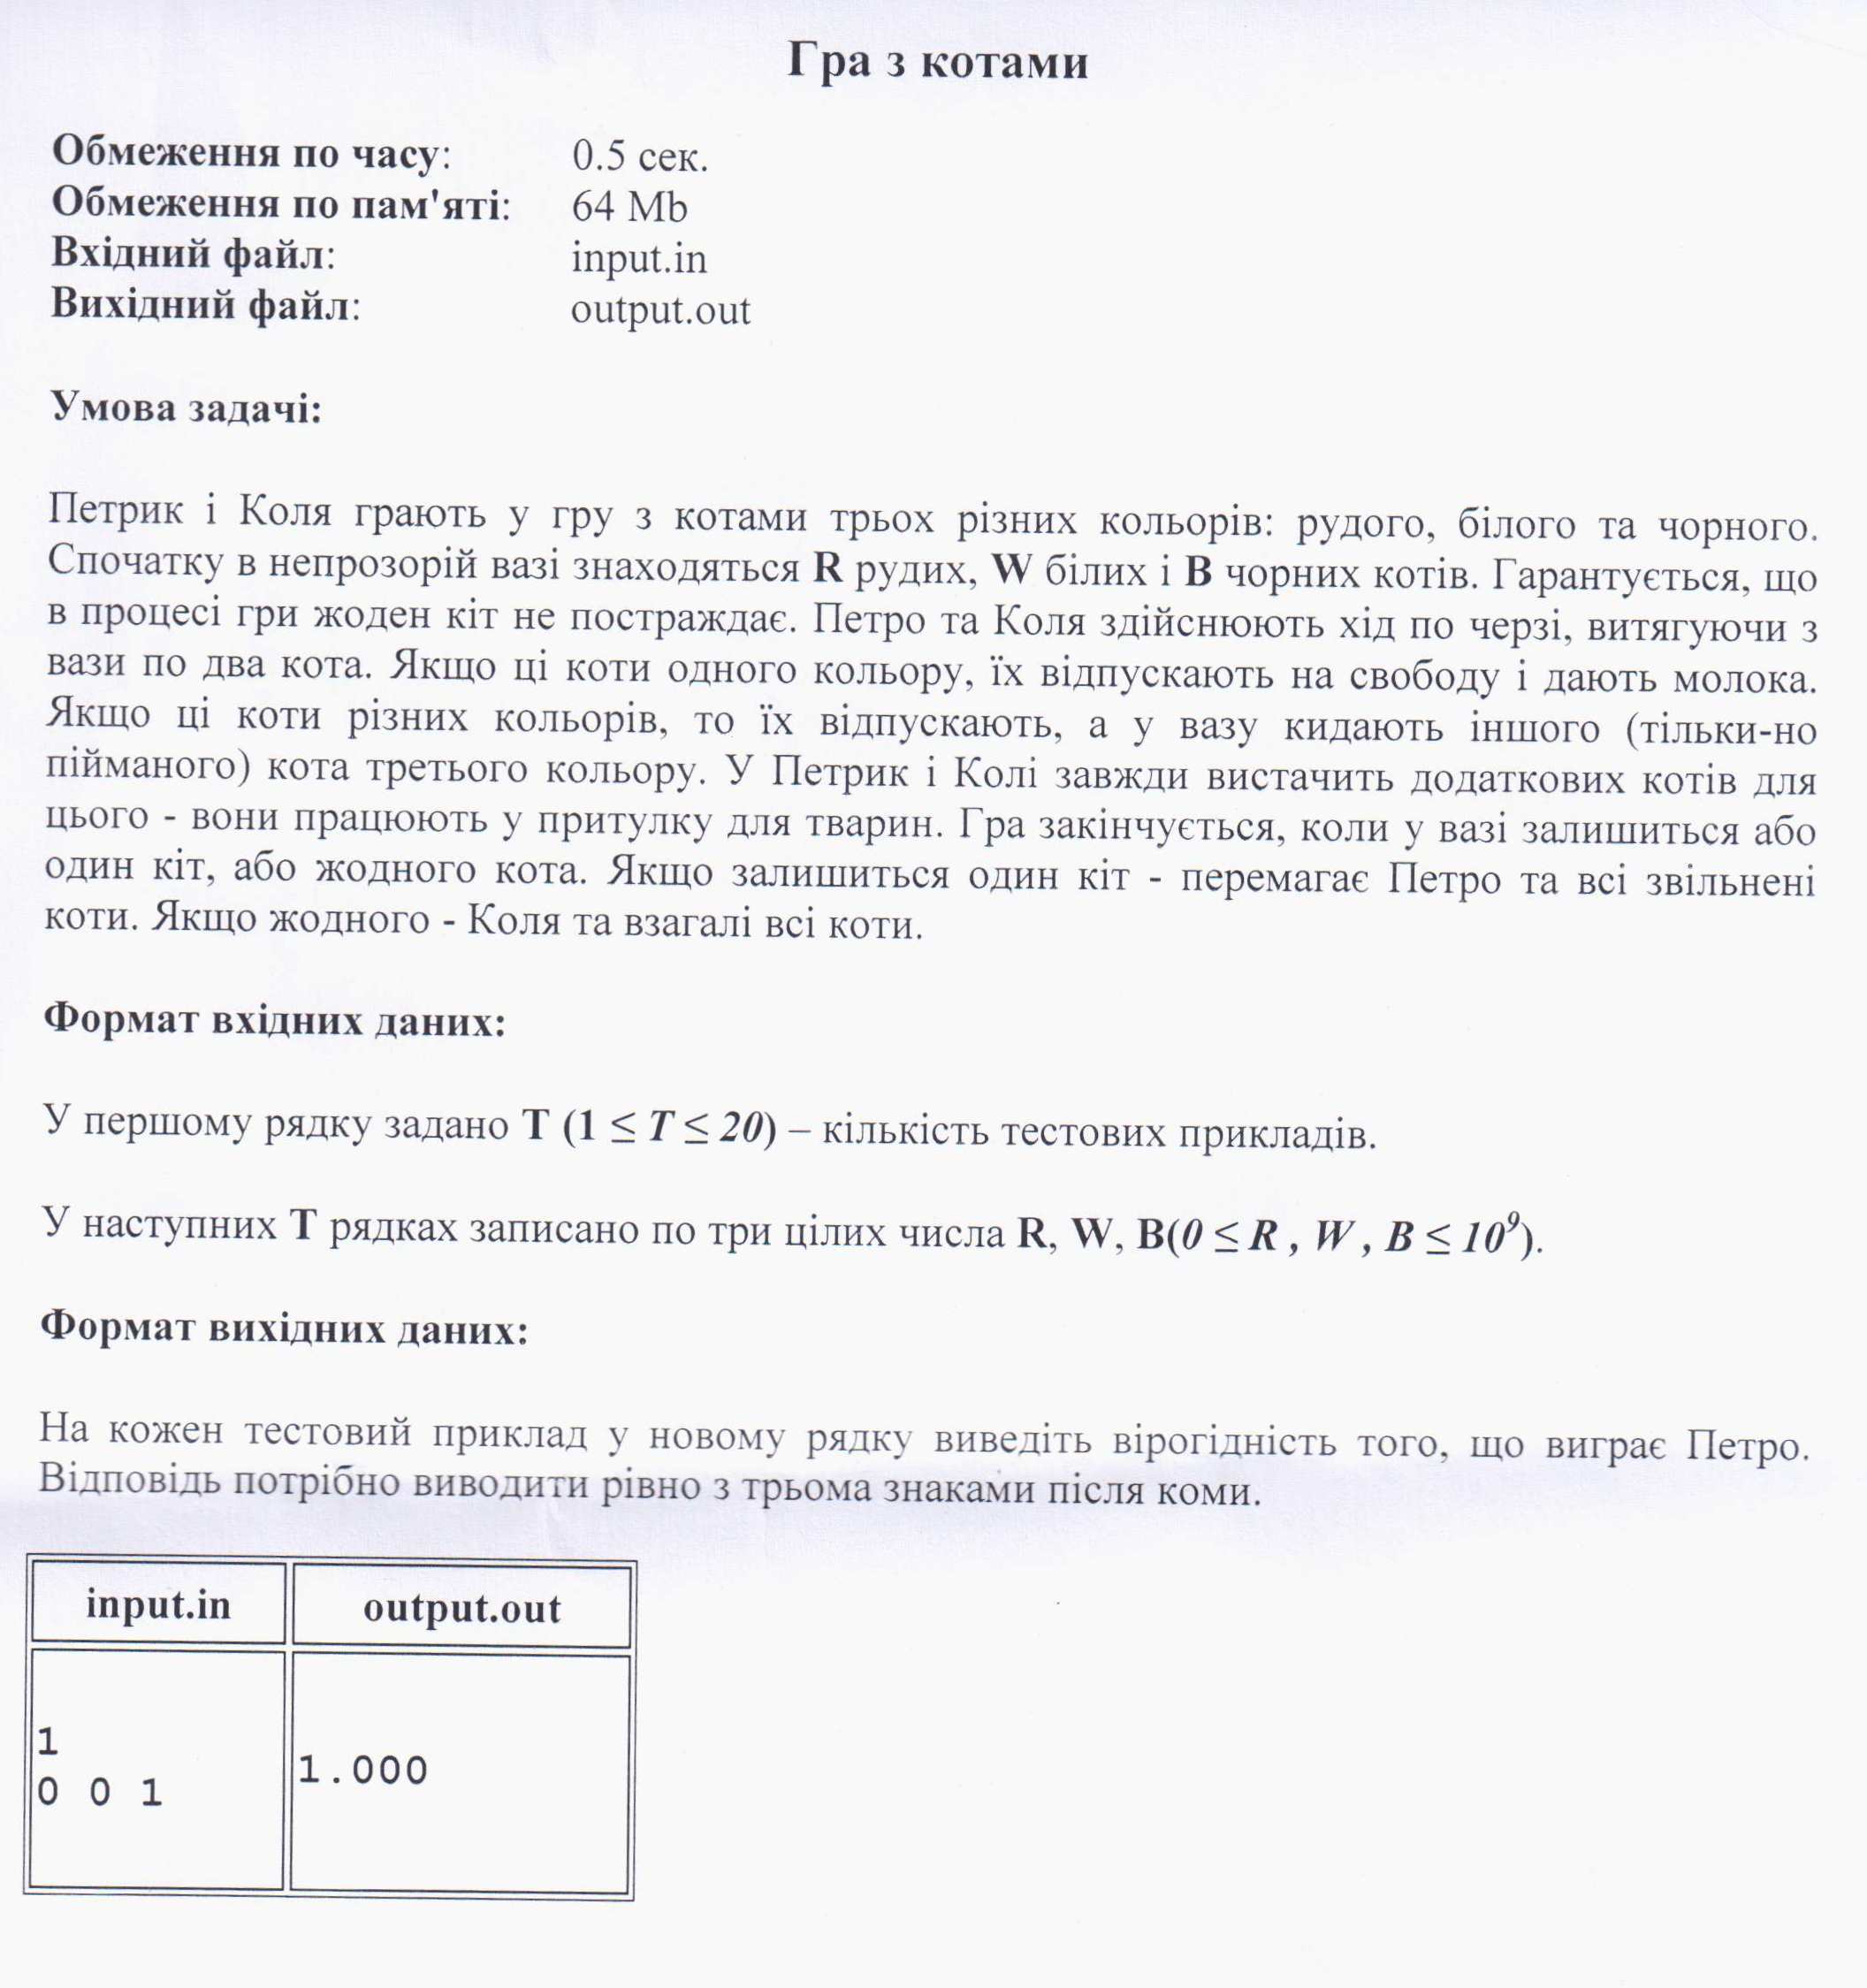 Гра з котами
Обмеження по часу: 0.5 сек.
Обмеження по пам'яті: 64 Mb
Вхідний файл: input.in
Вихідний файл: output.out
Умова задачі:
Петрик і Коля грають у гру з котами трьох різних кольорів: рудого, білого та чорного.
Спочатку в непрозорій вазі знаходяться R рудих, W білих і B чорних котів. Гарантується, що
в процесі гри жоден кіт не постраждає. Петро та Коля здійснюють хід по черзі, витягуючи з
вази по два кота. Якщо ці коти одного кольору, їх відпускають на свободу і дають молока.
Якщо ці коти різних кольорів, то їх відпускають, а у вазу кидають іншого (тільки-но
пійманого) кота третього кольору. У Петрик і Колі завжди вистачить додаткових котів для
цього - вони працюють у притулку для тварин. Гра закінчується, коли у вазі залишиться або
один кіт, або жодного кота. Якщо залишиться один кіт - перемагає Петро та всі звільнені
коти. Якщо жодного - Коля та взагалі всі коти.
Формат вхідних даних:
У першому рядку задано T (1 ≤ T ≤ 20) – кількість тестових прикладів.
У наступних T рядках записано по три цілих числа R, W, B(0 ≤ R , W , B ≤ 10⁹).
Формат вихідних даних:
На кожен тестовий приклад у новому рядку виведіть вірогідність того, що виграє Петро.
Відповідь потрібно виводити рівно з трьома знаками після коми.
input.in output.out
1
0 0 1
1.000